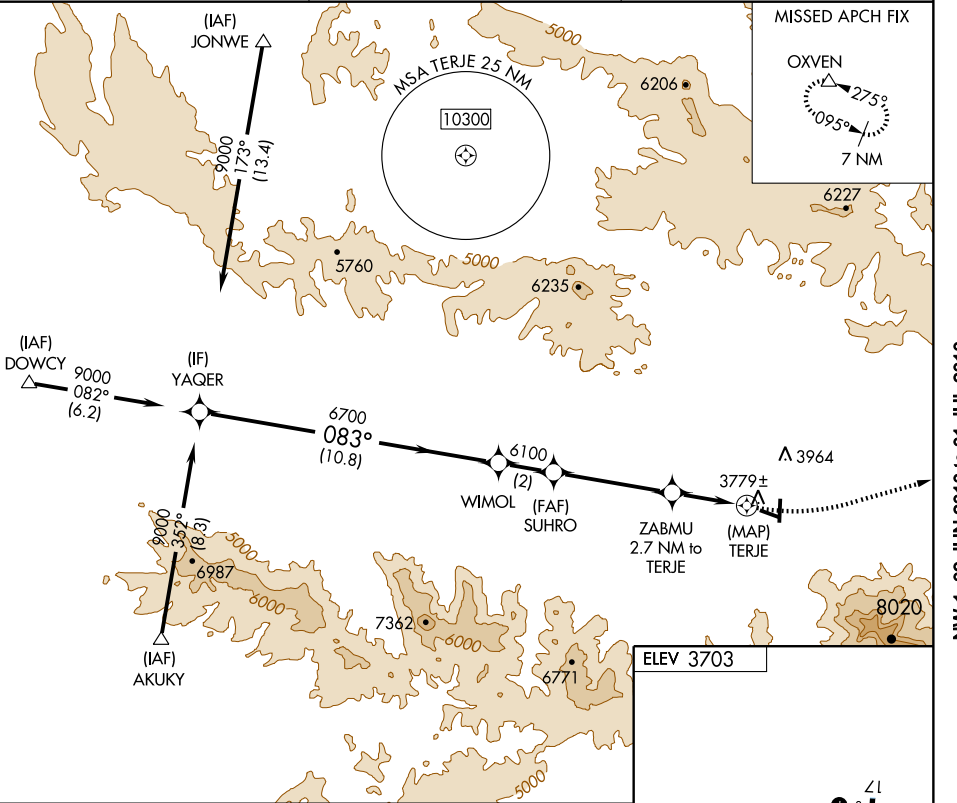 (IAF)
JONWE
5000
MISSED APCH FIX
OXVEN
275°
095°
7 NM
MSA TERJE 25 NM
10300
6206
9000
173°
(13.4)
6227
5760
5000
6235
(IAF)
DOWCY
9000
082°
(6.2)
(IF)
YAQER
6700
083°
(10.8)
6100
(2)
WIMOL
(FAF)
SUHRO
3964
3779±
ZABMU
2.7 NM to
TERJE
(MAP)
TERJE
9000
352°
(8.3)
5000
6987
6000
7362
6000
6771
8020
(IAF)
AKUKY
ELEV 3703
5000
17